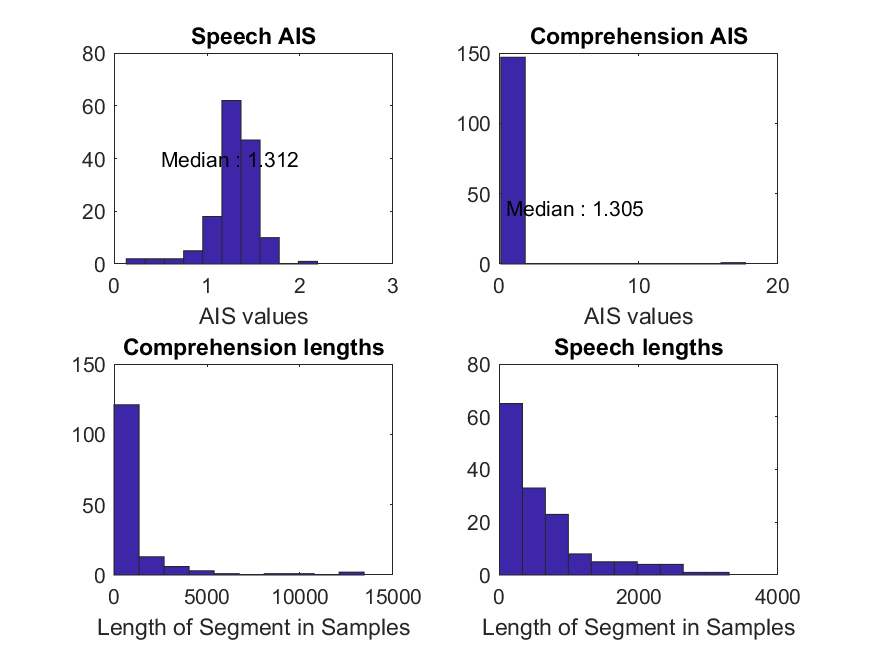 Speech AIS
80
60
40
20
0
Median : 1.312
0 1 2 3
AIS values
Comprehension AIS
150
100
50
0
Median : 1.305
0 10 20
AIS values
Comprehension lengths
150
100
50
0
0 5000 10000 15000
Length of Segment in Samples
Speech lengths
80
60
40
20
0
0 2000 4000
Length of Segment in Samples